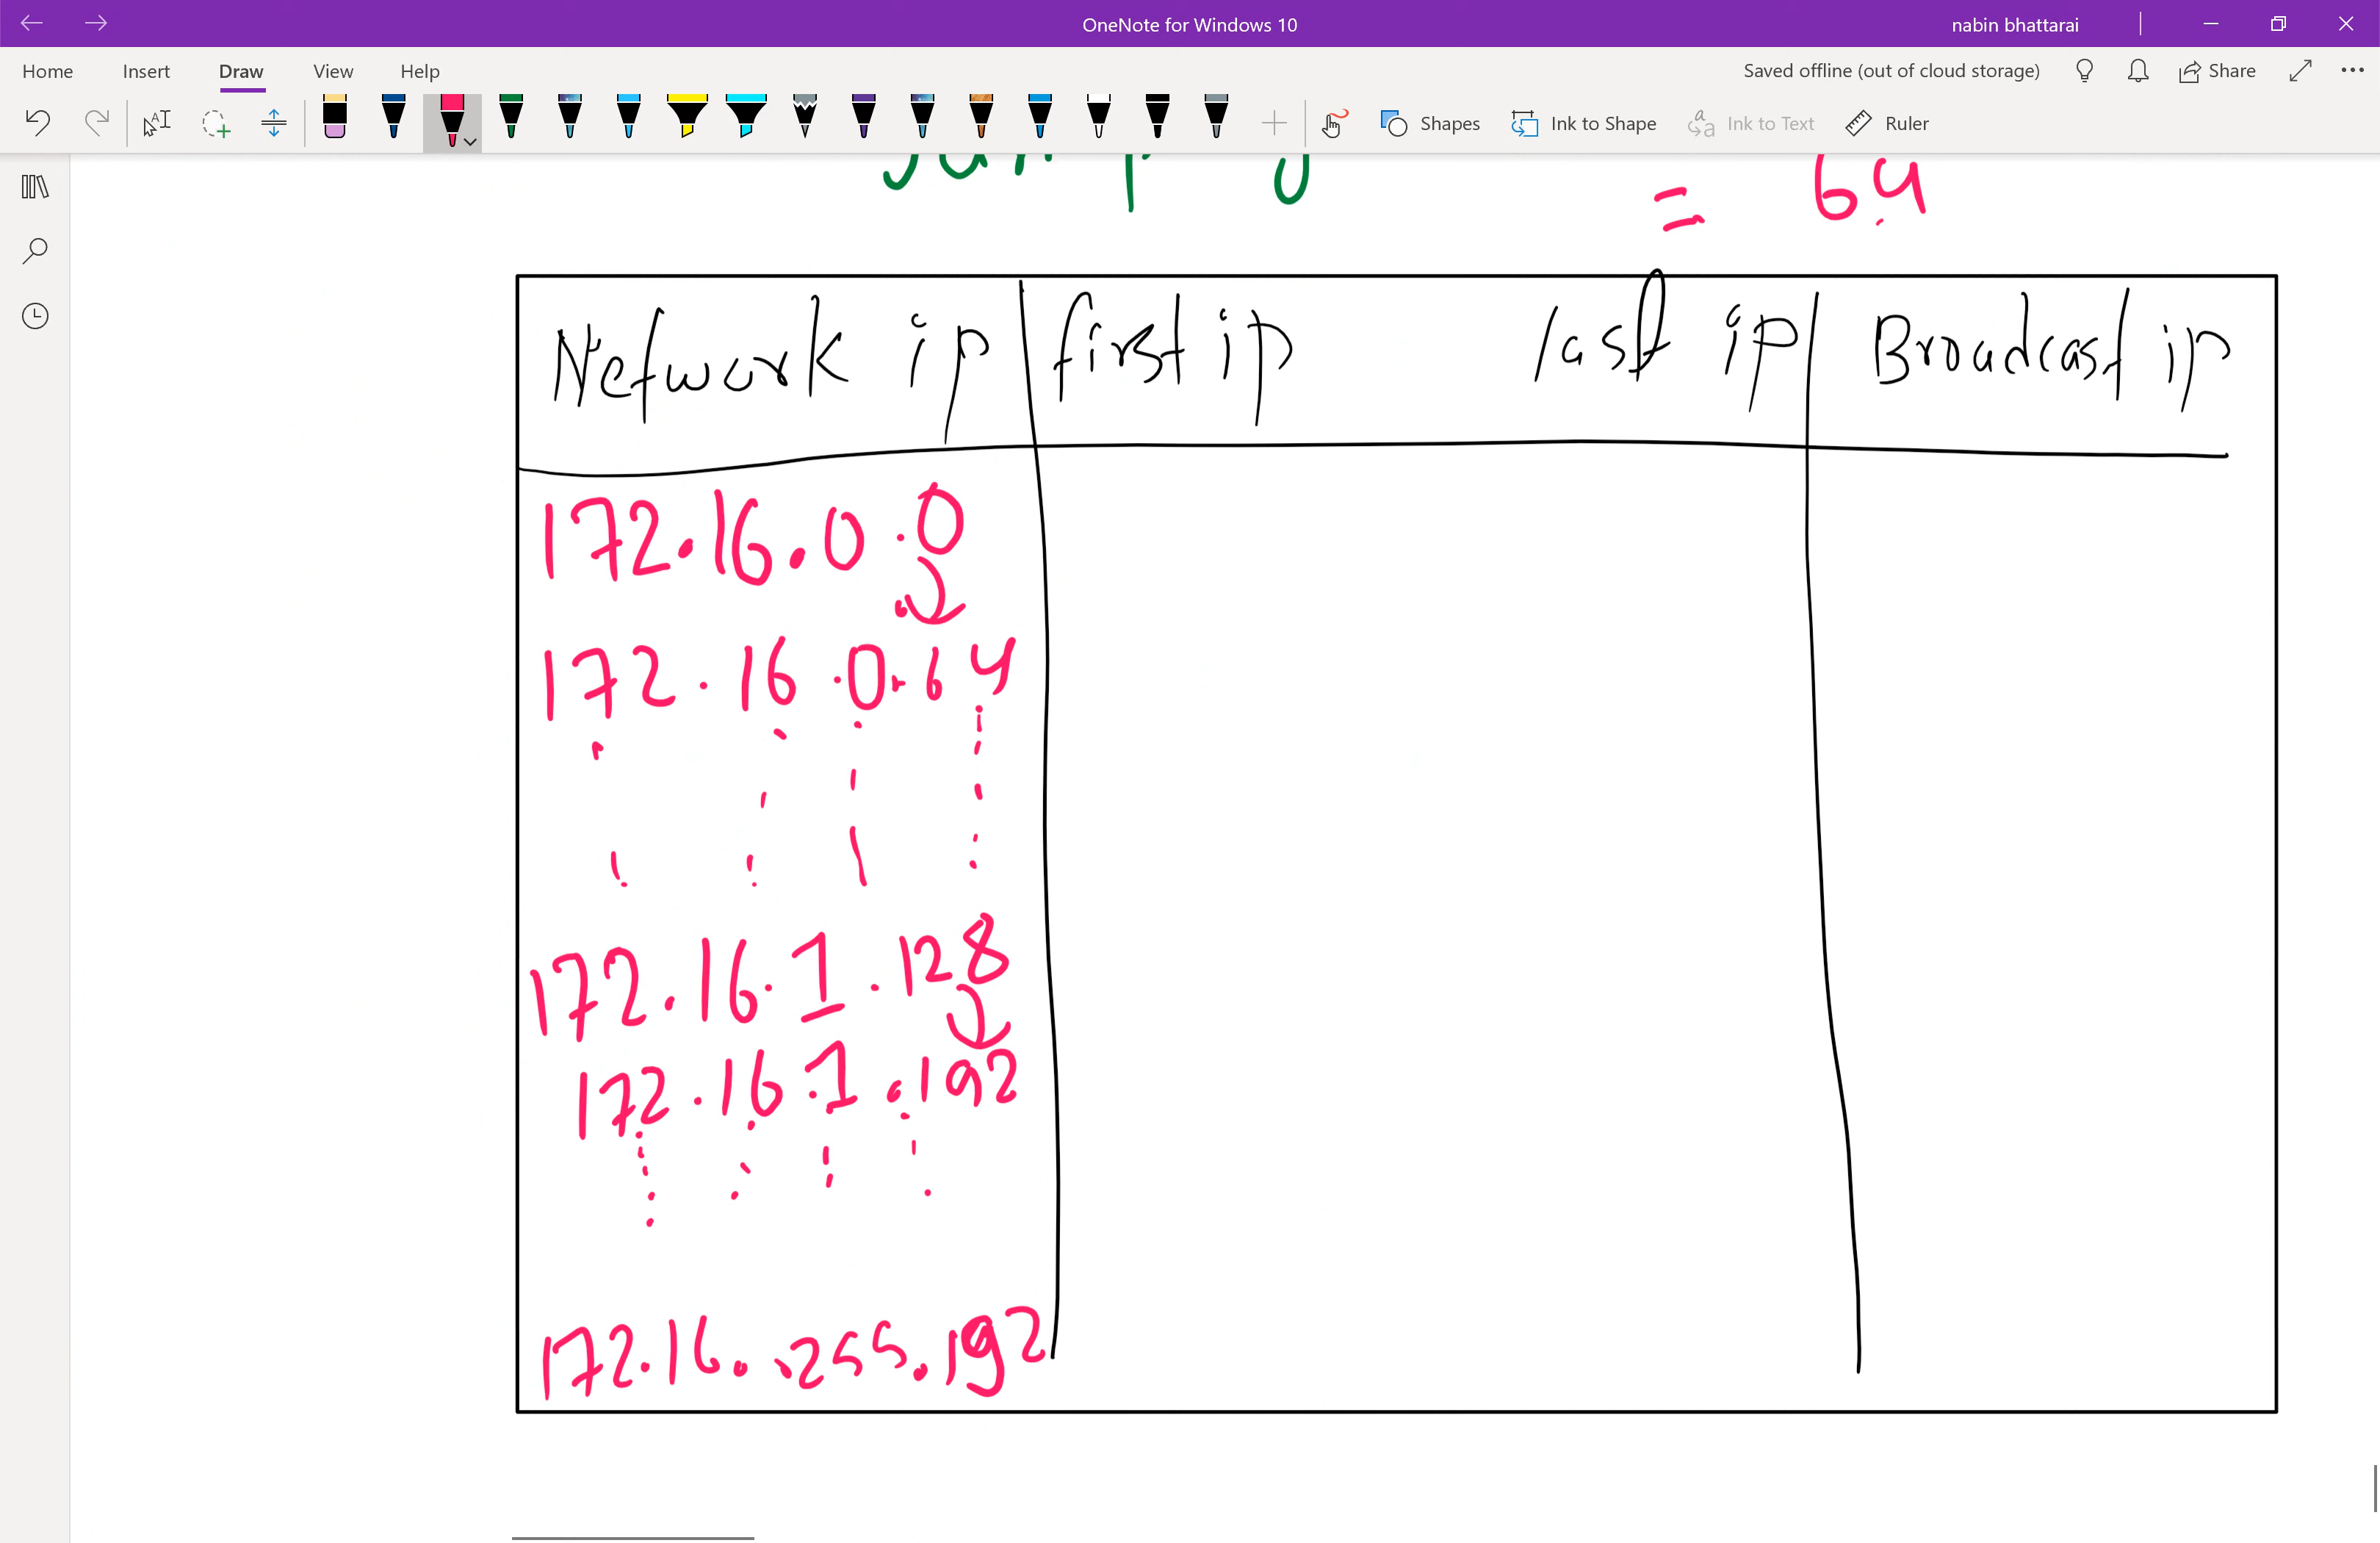 OneNote for Windows 10
nabin bhattarai
Home Insert Draw View Help
Saved offline (out of cloud storage)
Share
Shapes
Ink to Shape
Ink to Text
Ruler
= 64
Network ip first ip last ip Broadcast ip
172.16.0.0
172.16.0.64
172.16.1.128
172.16.1.192
172.16..255.192